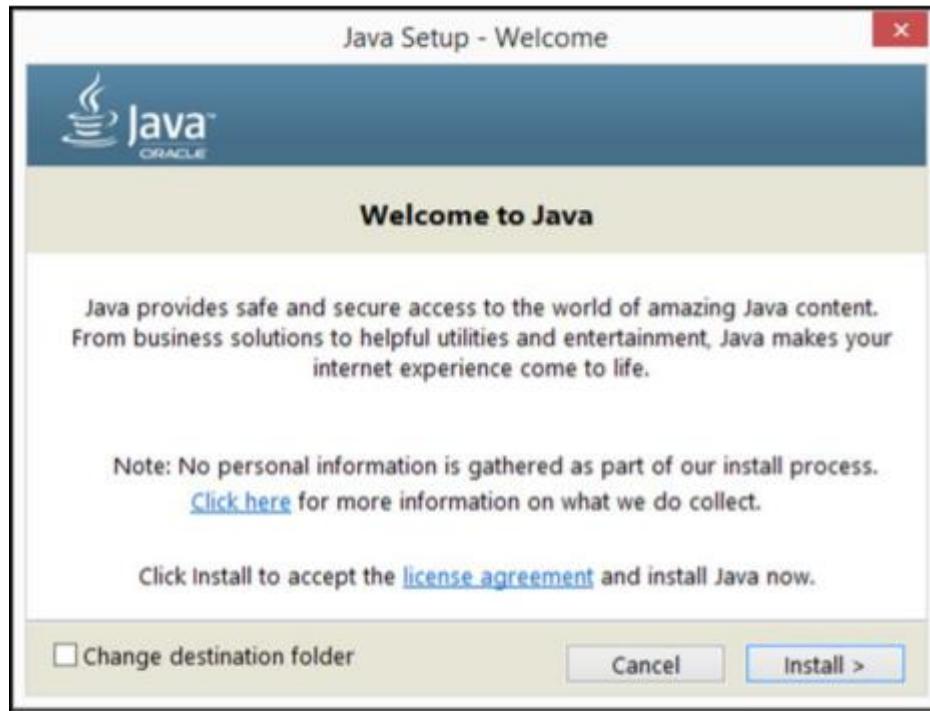 Java Setup - Welcome
Java™
ORACLE
Welcome to Java
Java provides safe and secure access to the world of amazing Java content.
From business solutions to helpful utilities and entertainment, Java makes your
internet experience come to life.
Note: No personal information is gathered as part of our install process.
Click here for more information on what we do collect.
Click Install to accept the license agreement and install Java now.
Change destination folder
Cancel
Install >